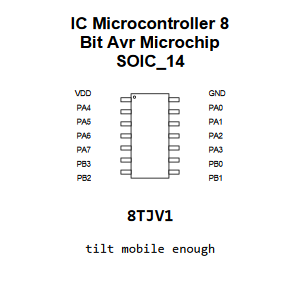 IC Microcontroller 8
Bit Avr Microchip
SOIC_14
VDD GND
PA4 PA0
PA5 PA1
PA6 PA2
PA7 PA3
PB3 PB0
PB2 PB1
8TJV1
tilt mobile enough